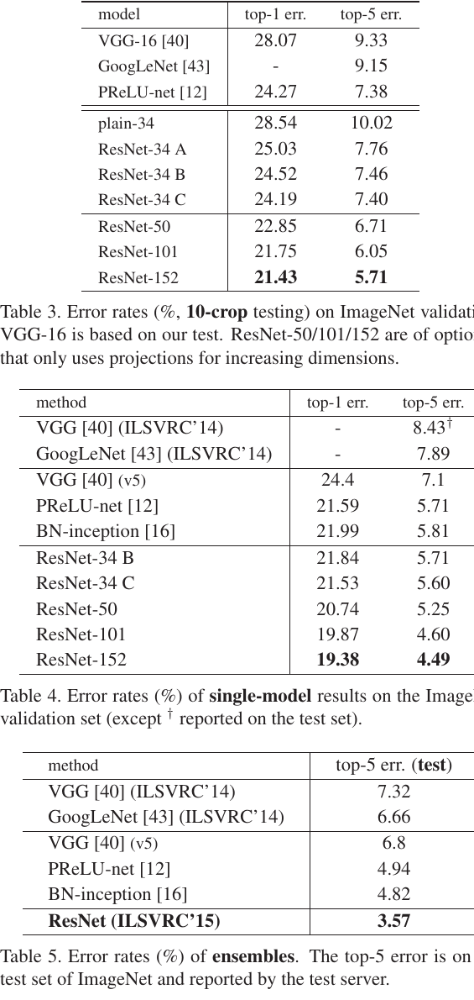 model top-1 err. top-5 err.
VGG-16 [40] 28.07 9.33
GoogLeNet [43] - 9.15
PReLU-net [12] 24.27 7.38
plain-34 28.54 10.02
ResNet-34 A 25.03 7.76
ResNet-34 B 24.52 7.46
ResNet-34 C 24.19 7.40
ResNet-50 22.85 6.71
ResNet-101 21.75 6.05
ResNet-152 21.43 5.71
Table 3. Error rates (%, 10-crop testing) on ImageNet validati
VGG-16 is based on our test. ResNet-50/101/152 are of option
that only uses projections for increasing dimensions.
method top-1 err. top-5 err.
VGG [40] (ILSVRC’14) - 8.43†
GoogLeNet [43] (ILSVRC’14) - 7.89
VGG [40] (v5) 24.4 7.1
PReLU-net [12] 21.59 5.71
BN-inception [16] 21.99 5.81
ResNet-34 B 21.84 5.71
ResNet-34 C 21.53 5.60
ResNet-50 20.74 5.25
ResNet-101 19.87 4.60
ResNet-152 19.38 4.49
Table 4. Error rates (%) of single-model results on the Image
validation set (except † reported on the test set).
method top-5 err. (test)
VGG [40] (ILSVRC’14) 7.32
GoogLeNet [43] (ILSVRC’14) 6.66
VGG [40] (v5) 6.8
PReLU-net [12] 4.94
BN-inception [16] 4.82
ResNet (ILSVRC’15) 3.57
Table 5. Error rates (%) of ensembles. The top-5 error is on
test set of ImageNet and reported by the test server.